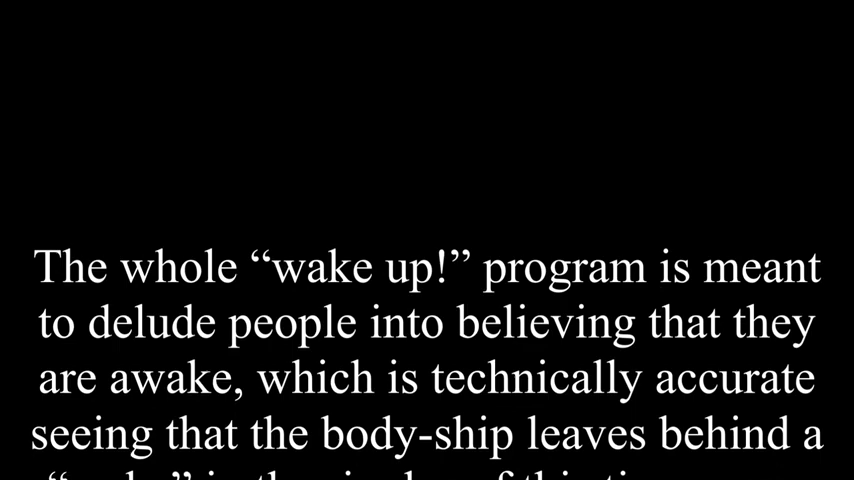 The whole “wake up!” program is meant
to delude people into believing that they
are awake, which is technically accurate
seeing that the body-ship leaves behind a